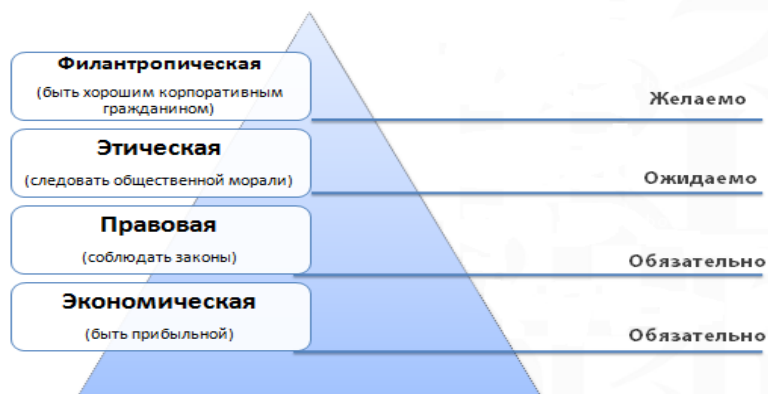 Филантропическая
(быть хорошим корпоративным
гражданином)
Желаемо
Этическая
(следовать общественной морали)
Ожидаемо
Правовая
(соблюдать законы)
Обязательно
Экономическая
(быть прибыльной)
Обязательно